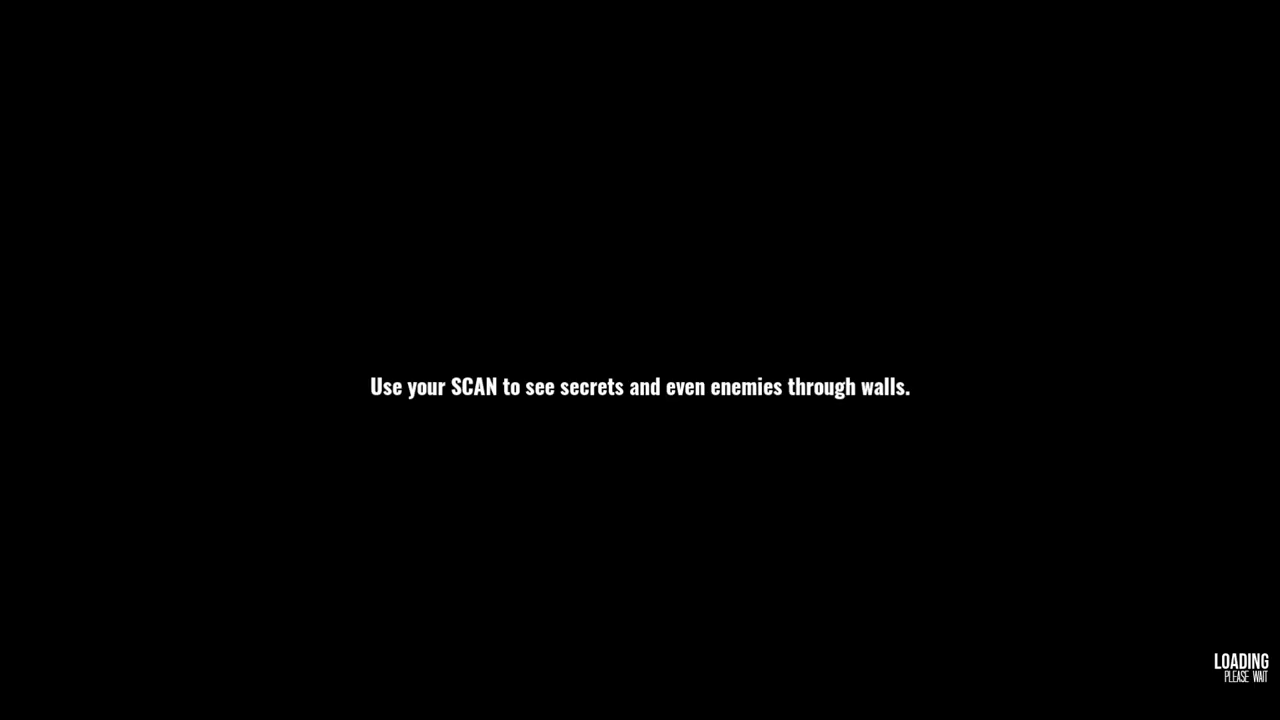 Use your SCAN to see secrets and even enemies through walls.
LOADING
PLEASE WAIT